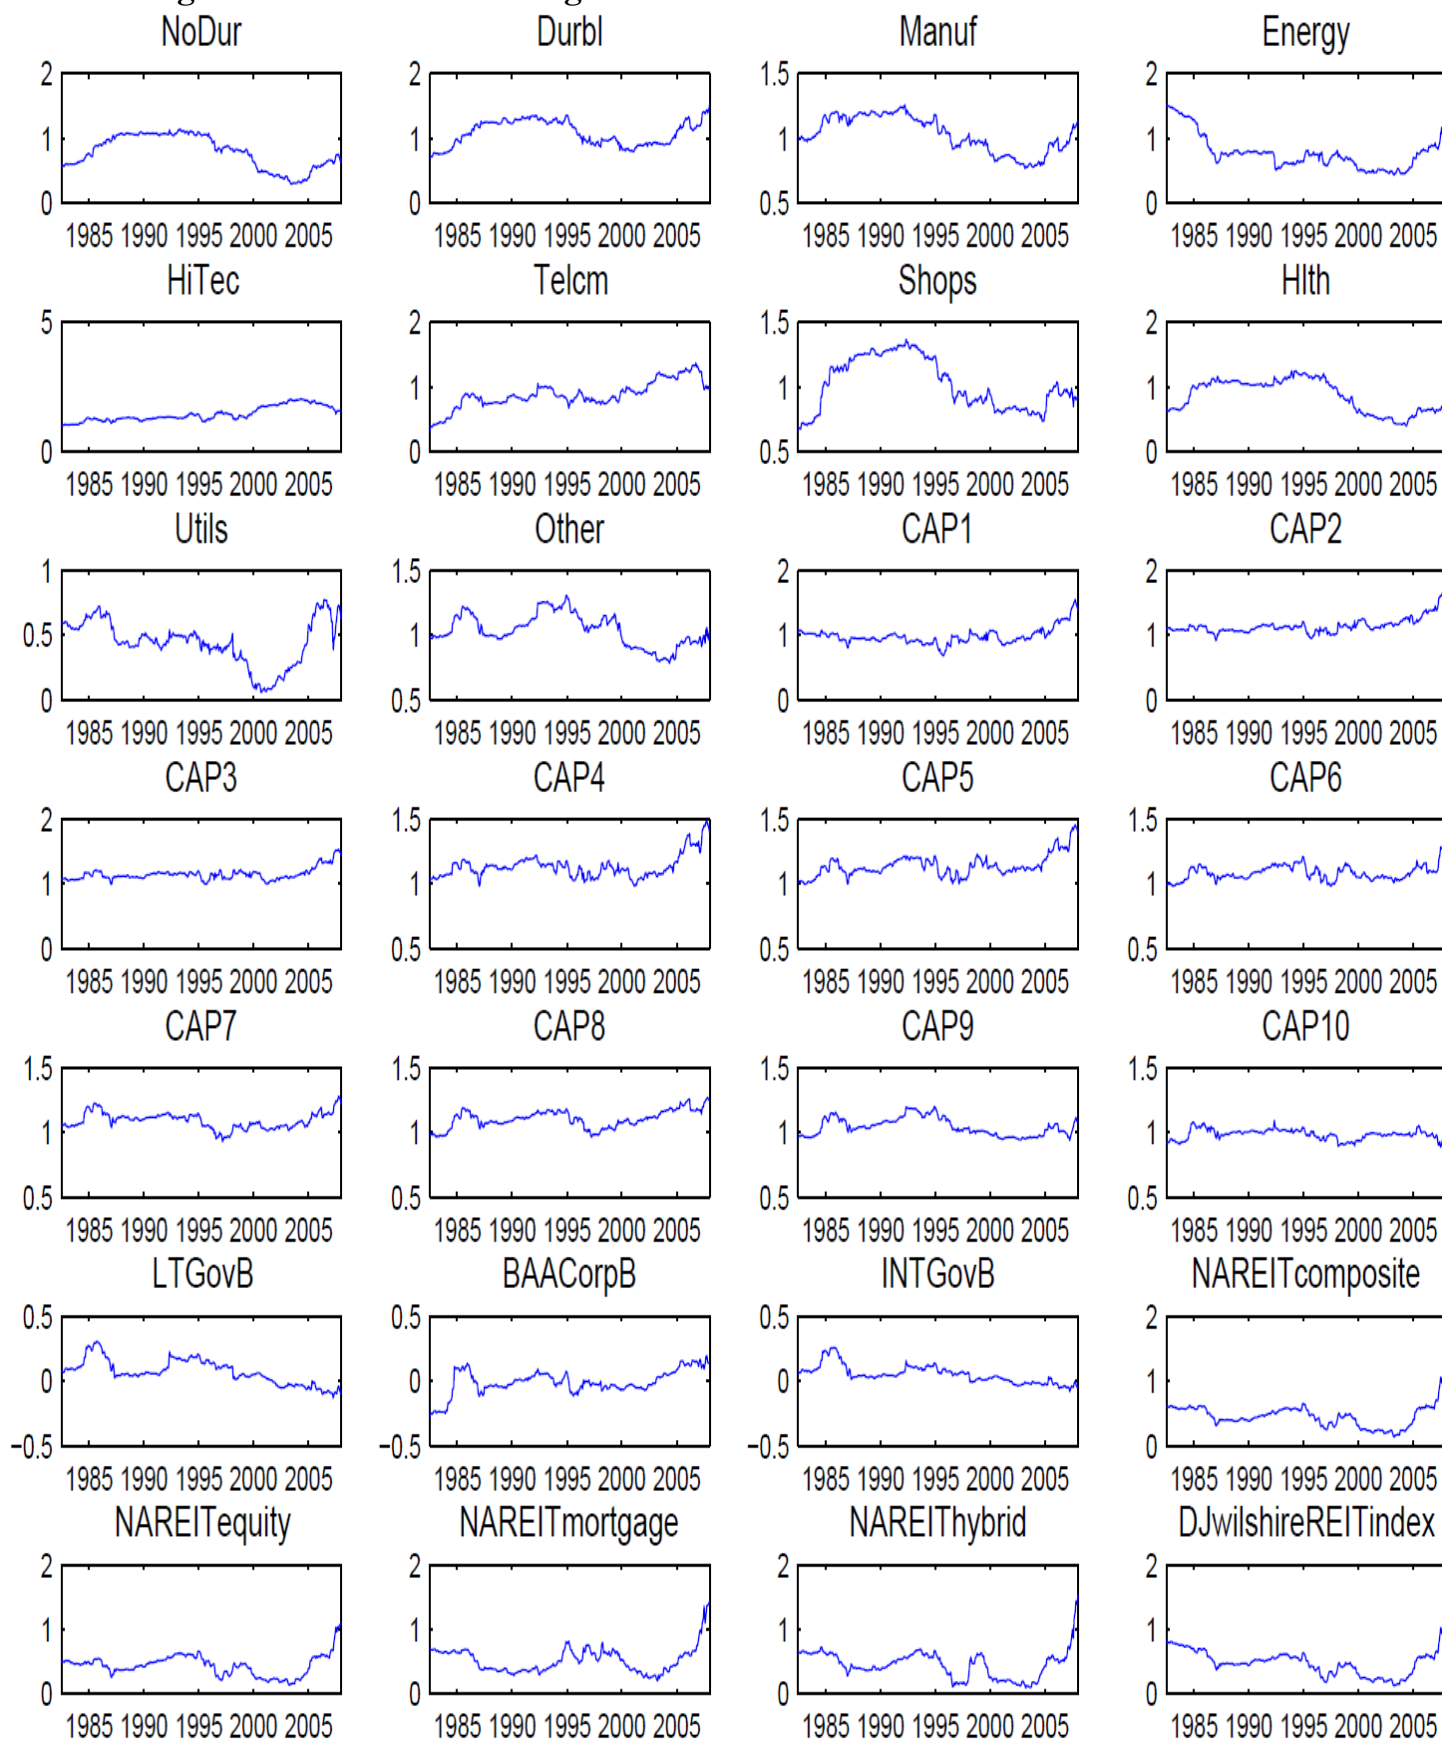 NoDur Durbl Manuf Energy
2 2 1.5 2
1 1 1 1
0 0 0.5 0
1985 1990 1995 2000 2005 1985 1990 1995 2000 2005 1985 1990 1995 2000 2005 1985 1990 1995 2000 2005
HiTec Telcm Shops Hlth
5 2 1.5 2
1 1 1
0 0 0.5 0
1985 1990 1995 2000 2005 1985 1990 1995 2000 2005 1985 1990 1995 2000 2005 1985 1990 1995 2000 2005
Utils Other CAP1 CAP2
1 1.5 2 2
0.5 1 1 1
0 0.5 0 0
1985 1990 1995 2000 2005 1985 1990 1995 2000 2005 1985 1990 1995 2000 2005 1985 1990 1995 2000 2005
CAP3 CAP4 CAP5 CAP6
2 1.5 1.5 1.5
1 1 1 1
0 0.5 0.5 0.5
1985 1990 1995 2000 2005 1985 1990 1995 2000 2005 1985 1990 1995 2000 2005 1985 1990 1995 2000 2005
CAP7 CAP8 CAP9 CAP10
1.5 1.5 1.5 1.5
1 1 1 1
0.5 0.5 0.5 0.5
1985 1990 1995 2000 2005 1985 1990 1995 2000 2005 1985 1990 1995 2000 2005 1985 1990 1995 2000 2005
LTGovB BAACorpB INTGovB NAREITcomposite
0.5 0.5 0.5 2
0 0 0 1
−0.5 −0.5 −0.5 0
1985 1990 1995 2000 2005 1985 1990 1995 2000 2005 1985 1990 1995 2000 2005 1985 1990 1995 2000 2005
NAREITequity NAREITmortgage NAREIThybrid DJwilshireREITindex
2 2 2 2
1 1 1 1
0 0 0 0
1985 1990 1995 2000 2005 1985 1990 1995 2000 2005 1985 1990 1995 2000 2005 1985 1990 1995 2000 2005